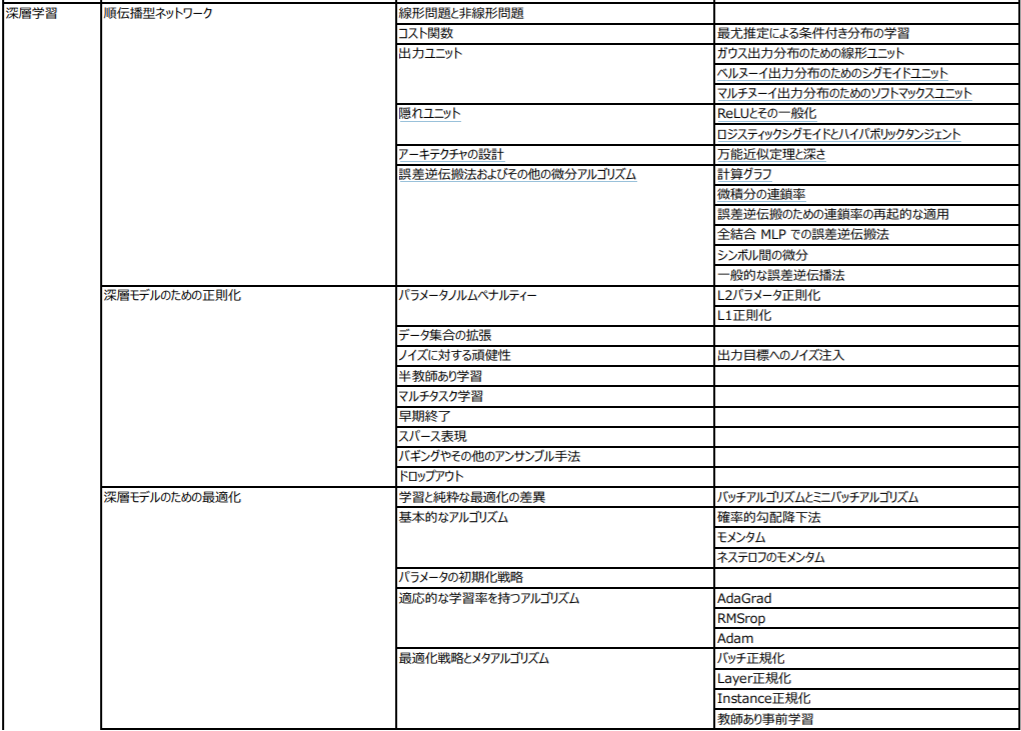 深層学習
順伝播型ネットワーク
線形問題と非線形問題
コスト関数
最尤推定による条件付き分布の学習
出力ユニット
ガウス出力分布のための線形ユニット
ベルヌーイ出力分布のためのシグモイドユニット
マルチヌーイ出力分布のためのソフトマックスユニット
隠れユニット
ReLUとその一般化
ロジスティックシグモイドとハイパボリックタンジェント
アーキテクチャの設計
万能近似定理と深さ
誤差逆伝搬法およびその他の微分アルゴリズム
計算グラフ
微積分の連鎖率
誤差逆伝搬のための連鎖率の再起的な適用
全結合 MLP での誤差逆伝搬法
シンボル間の微分
一般的な誤差逆伝播法
深層モデルのための正則化
パラメータノルムペナルティー
L2パラメータ正則化
L1正則化
データ集合の拡張
ノイズに対する頑健性
出力目標へのノイズ注入
半教師あり学習
マルチタスク学習
早期終了
スパース表現
バギングやその他のアンサンブル手法
ドロップアウト
深層モデルのための最適化
学習と純粋な最適化の差異
バッチアルゴリズムとミニバッチアルゴリズム
基本的なアルゴリズム
確率的勾配降下法
モメンタム
ネステロフのモメンタム
パラメータの初期化戦略
適応的な学習率を持つアルゴリズム
AdaGrad
RMSrop
Adam
最適化戦略とメタアルゴリズム
バッチ正規化
Layer正規化
Instance正規化
教師あり事前学習